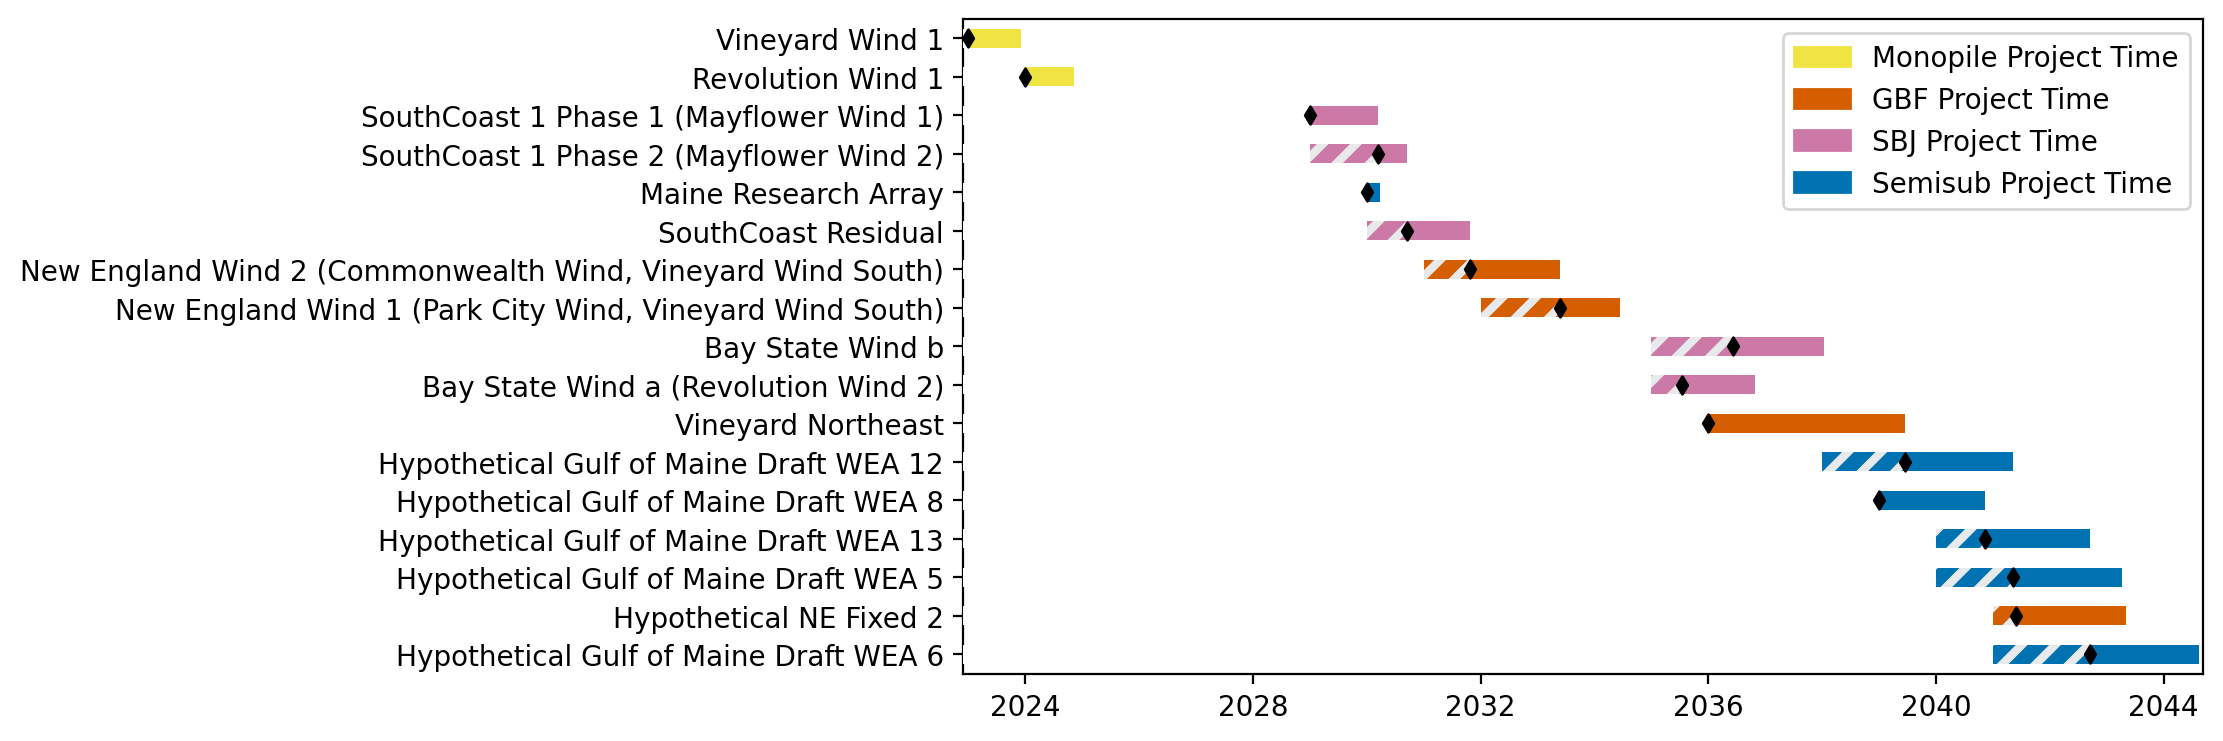 Vineyard Wind 1
Revolution Wind 1
SouthCoast 1 Phase 1 (Mayflower Wind 1)
SouthCoast 1 Phase 2 (Mayflower Wind 2)
Maine Research Array
SouthCoast Residual
New England Wind 2 (Commonwealth Wind, Vineyard Wind South)
New England Wind 1 (Park City Wind, Vineyard Wind South)
Bay State Wind b
Bay State Wind a (Revolution Wind 2)
Vineyard Northeast
Hypothetical Gulf of Maine Draft WEA 12
Hypothetical Gulf of Maine Draft WEA 8
Hypothetical Gulf of Maine Draft WEA 13
Hypothetical Gulf of Maine Draft WEA 5
Hypothetical NE Fixed 2
Hypothetical Gulf of Maine Draft WEA 6
Monopile Project Time
GBF Project Time
SBJ Project Time
Semisub Project Time
2024 2028 2032 2036 2040 2044